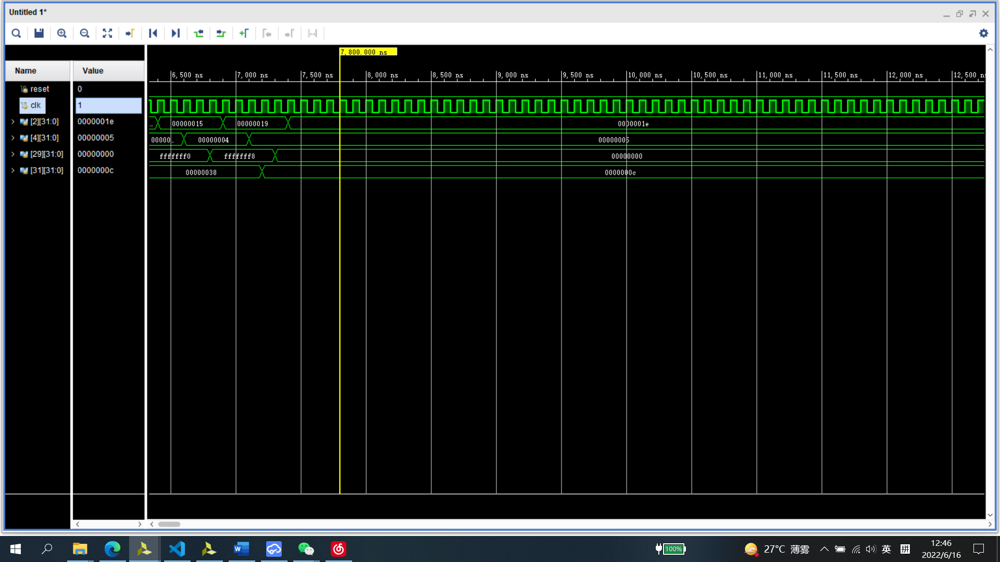 Untitled 1*
7,800.000 ns
Name Value
6,500 ns 7,000 ns 7,500 ns 8,000 ns 8,500 ns 9,000 ns 9,500 ns 10,000 ns 10,500 ns 11,000 ns 11,500 ns 12,000 ns 12,500 n
reset 0
clk 1
[2][31:0] 0000001e ... 00000015 00000019 0000001e
[4][31:0] 00000005 00000.. 00000004 00000005
[29][31:0] 00000000 fffffff0 fffffff8 00000000
[31][31:0] 0000000c 00000038 0000000c
100% 27°C 薄雾 英 拼 12:46
2022/6/16